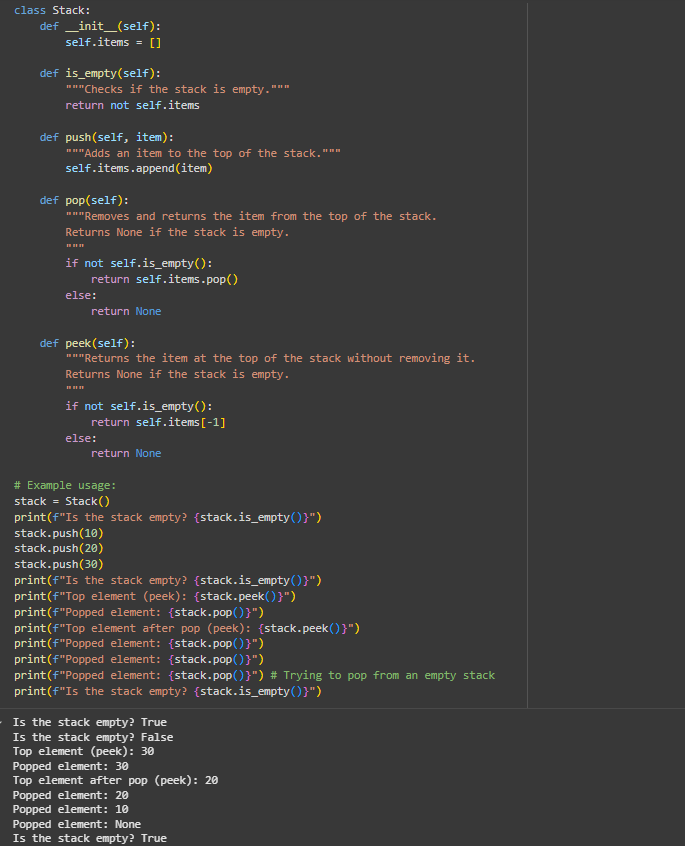 class Stack:
    def __init__(self):
        self.items = []

    def is_empty(self):
        """Checks if the stack is empty."""
        return not self.items

    def push(self, item):
        """Adds an item to the top of the stack."""
        self.items.append(item)

    def pop(self):
        """Removes and returns the item from the top of the stack.
        Returns None if the stack is empty.
        """
        if not self.is_empty():
            return self.items.pop()
        else:
            return None

    def peek(self):
        """Returns the item at the top of the stack without removing it.
        Returns None if the stack is empty.
        """
        if not self.is_empty():
            return self.items[-1]
        else:
            return None

# Example usage:
stack = Stack()
print(f"Is the stack empty? {stack.is_empty()}")
stack.push(10)
stack.push(20)
stack.push(30)
print(f"Is the stack empty? {stack.is_empty()}")
print(f"Top element (peek): {stack.peek()}")
print(f"Popped element: {stack.pop()}")
print(f"Top element after pop (peek): {stack.peek()}")
print(f"Popped element: {stack.pop()}")
print(f"Popped element: {stack.pop()}")
print(f"Popped element: {stack.pop()}") # Trying to pop from an empty stack
print(f"Is the stack empty? {stack.is_empty()}")

Is the stack empty? True
Is the stack empty? False
Top element (peek): 30
Popped element: 30
Top element after pop (peek): 20
Popped element: 20
Popped element: 10
Popped element: None
Is the stack empty? True